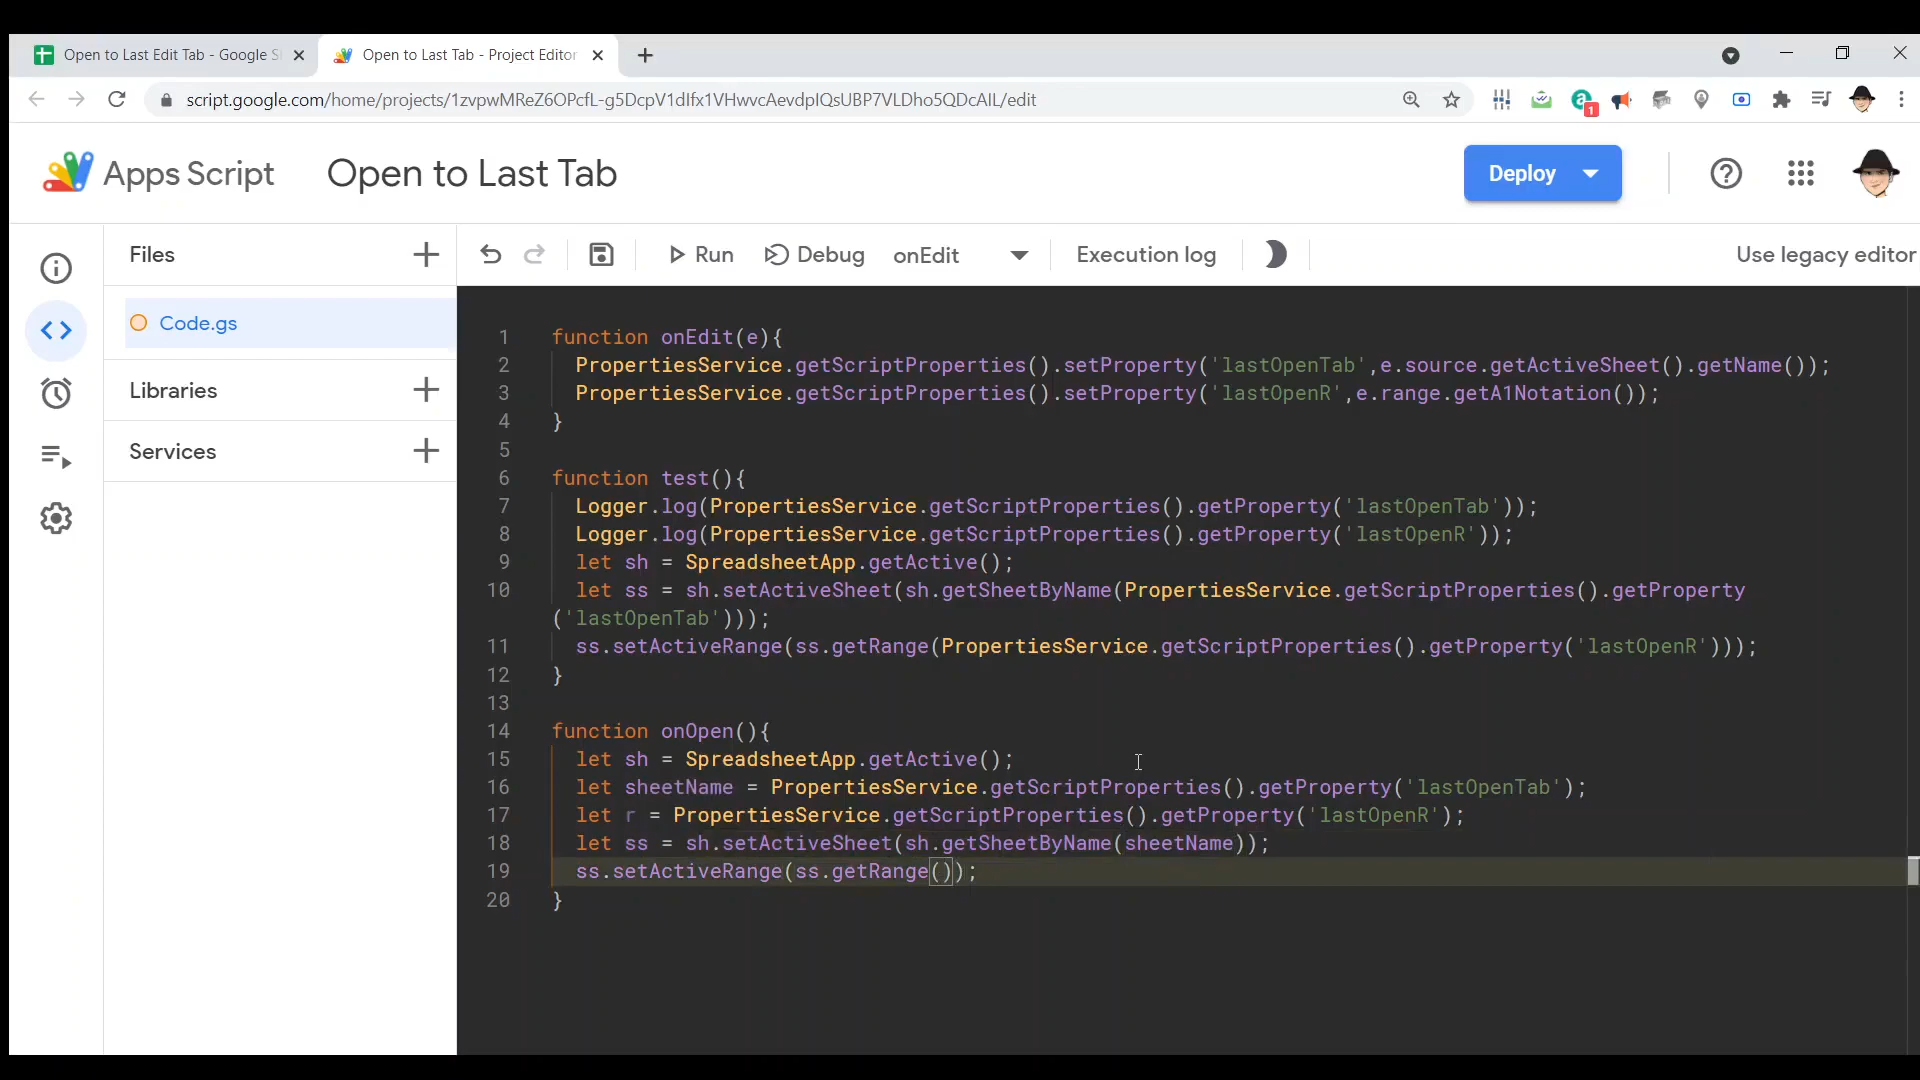 Open to Last Edit Tab - Google S
Open to Last Tab - Project Editor
script.google.com/home/projects/1zvpwMReZ6OPcfL-g5DcpV1dIfx1VHwvcAevdpIQsUBP7VLDho5QDcAIL/edit
1
Apps Script
Open to Last Tab
Deploy
Files
Run
Debug
onEdit
Execution log
Use legacy editor
Code.gs
Libraries
Services
1 function onEdit(e){
2 PropertiesService.getScriptProperties().setProperty('lastOpenTab',e.source.getActiveSheet().getName());
3 PropertiesService.getScriptProperties().setProperty('lastOpenR',e.range.getA1Notation());
4 }
5
6 function test(){
7 Logger.log(PropertiesService.getScriptProperties().getProperty('lastOpenTab'));
8 Logger.log(PropertiesService.getScriptProperties().getProperty('lastOpenR'));
9 let sh = SpreadsheetApp.getActive();
10 let ss = sh.setActiveSheet(sh.getSheetByName(PropertiesService.getScriptProperties().getProperty
('lastOpenTab')));
11 ss.setActiveRange(ss.getRange(PropertiesService.getScriptProperties().getProperty('lastOpenR')));
12 }
13
14 function onOpen(){
15 let sh = SpreadsheetApp.getActive();
16 let sheetName = PropertiesService.getScriptProperties().getProperty('lastOpenTab');
17 let r = PropertiesService.getScriptProperties().getProperty('lastOpenR');
18 let ss = sh.setActiveSheet(sh.getSheetByName(sheetName));
19 ss.setActiveRange(ss.getRange());
20 }